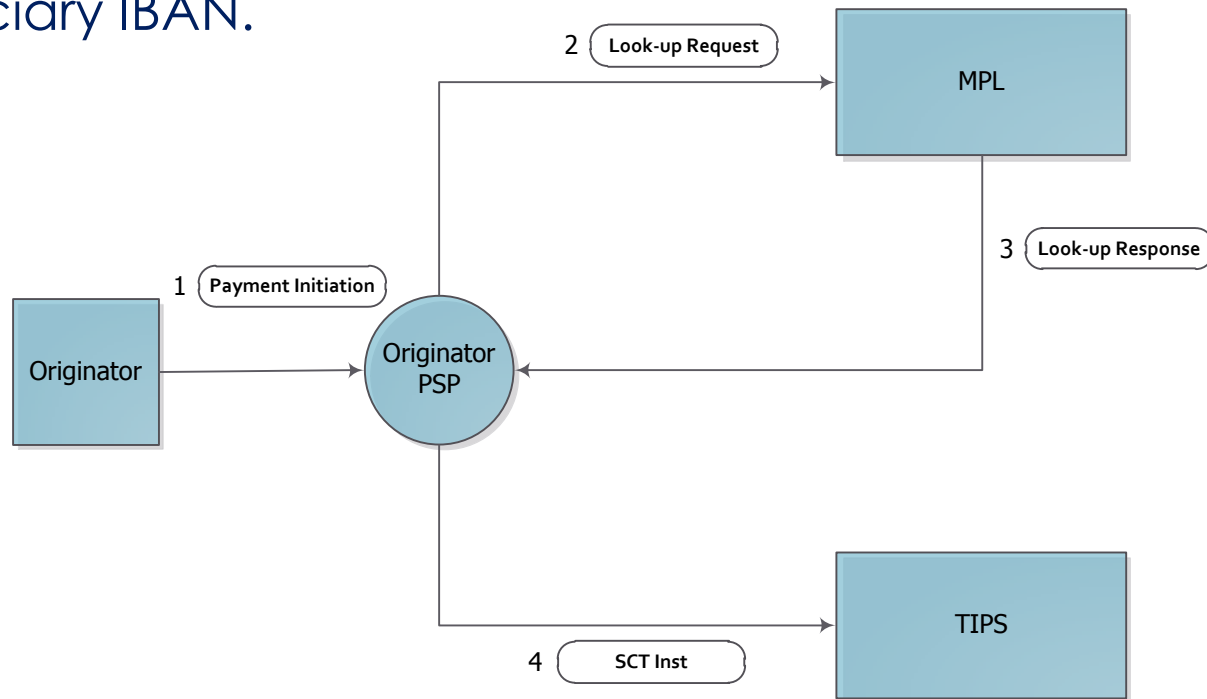 IBAN.
2 Look-up Request
MPL
3 Look-up Response
1 Payment Initiation
Originator
Originator
PSP
TIPS
4 SCT Inst